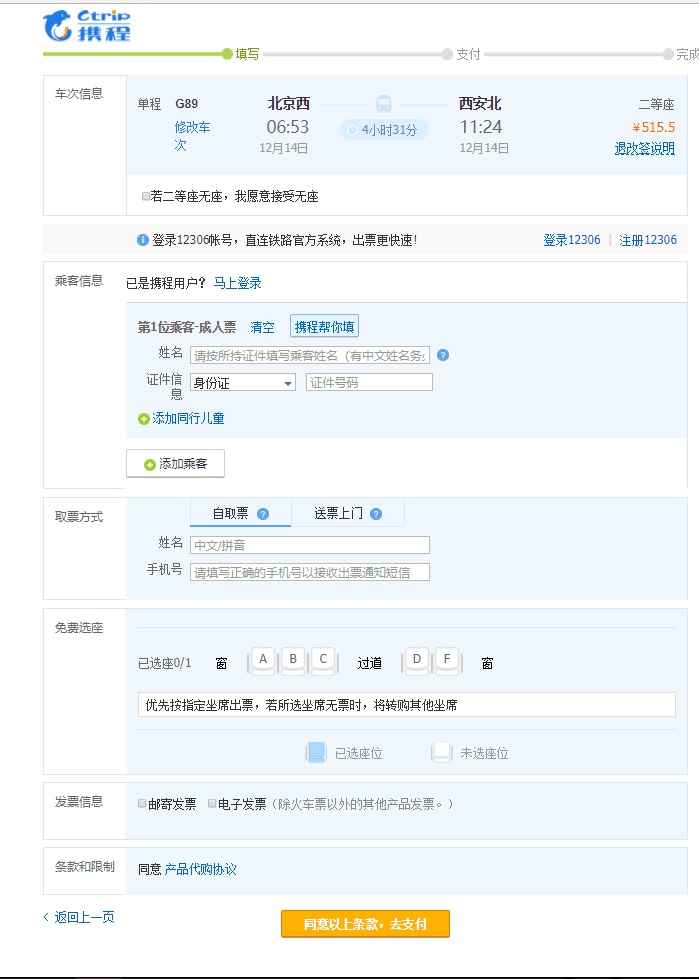 Ctrip
携程
填写
支付
完成
车次信息
单程 G89 北京西 西安北 二等座
修改车次 06:53 4小时31分 11:24 ¥515.5
12月14日 12月14日 退改签说明
若二等座无座，我愿意接受无座
登录12306帐号，直连铁路官方系统，出票更快速! 登录12306 | 注册12306
乘客信息 已是携程用户? 马上登录
第1位乘客-成人票 清空 携程帮你填
姓名 请按所持证件填写乘客姓名（有中文姓名务
证件信息 身份证 证件号码
添加同行儿童
添加乘客
取票方式 自取票 ? 送票上门 ?
姓名 中文/拼音
手机号 请填写正确的手机号以接收出票通知短信
免费选座
已选座0/1 窗 A B C 过道 D F 窗
优先按指定坐席出票，若所选坐席无票时，将转购其他坐席
已选座位 未选座位
发票信息 邮寄发票 电子发票（除火车票以外的其他产品发票。）
条款和限制 同意 产品代购协议
< 返回上一页 同意以上条款，去支付